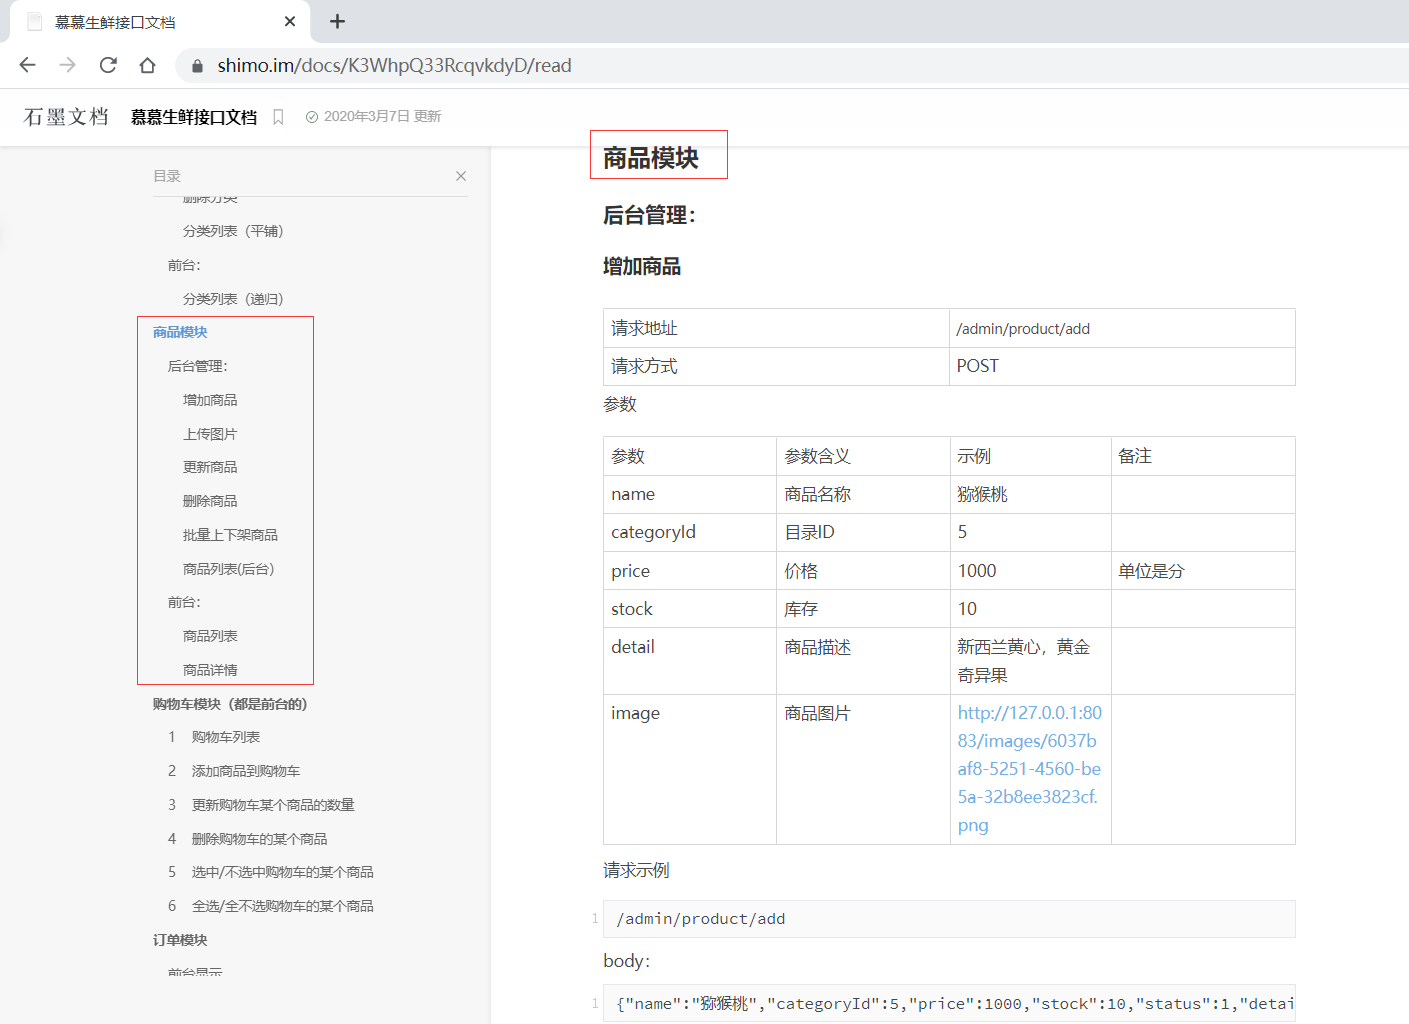 慕慕生鲜接口文档
shimo.im/docs/K3WhpQ33RcqvkdyD/read
石墨文档 慕慕生鲜接口文档 2020年3月7日 更新
目录
删除分类
分类列表（平铺）
前台：
分类列表（递归）
商品模块
后台管理：
增加商品
上传图片
更新商品
删除商品
批量上下架商品
商品列表(后台)
前台：
商品列表
商品详情
购物车模块（都是前台的）
1 购物车列表
2 添加商品到购物车
3 更新购物车某个商品的数量
4 删除购物车的某个商品
5 选中/不选中购物车的某个商品
6 全选/全不选购物车的某个商品
订单模块
前台显示
商品模块
后台管理：
增加商品
请求地址 /admin/product/add
请求方式 POST
参数
参数 参数含义 示例 备注
name 商品名称 猕猴桃
categoryId 目录ID 5
price 价格 1000 单位是分
stock 库存 10
detail 商品描述 新西兰黄心，黄金
奇异果
image 商品图片 http://127.0.0.1:80
83/images/6037b
af8-5251-4560-be
5a-32b8ee3823cf.
png
请求示例
1 /admin/product/add
body：
1 {"name":"猕猴桃","categoryId":5,"price":1000,"stock":10,"status":1,"detai